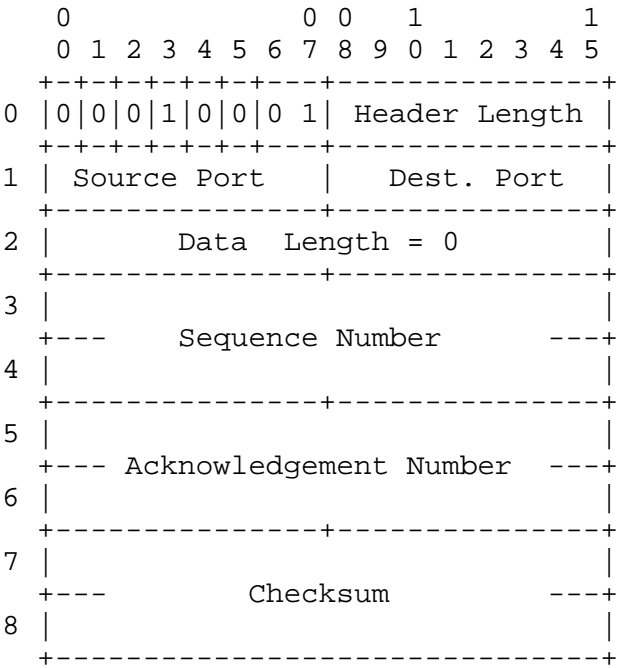 0             0 0   1         1
 0 1 2 3 4 5 6 7 8 9 0 1 2 3 4 5
+-+-+-+-+-+-+---+---------------+
0 |0|0|0|1|0|0|0 1| Header Length |
+-+-+-+-+-+-+---+---------------+
1 | Source Port   |   Dest. Port  |
+---------------+---------------+
2 |       Data  Length = 0        |
+---------------+---------------+
3 |                               |
+---    Sequence Number      ---+
4 |                               |
+---------------+---------------+
5 |                               |
+--- Acknowledgement Number  ---+
6 |                               |
+---------------+---------------+
7 |                               |
+---        Checksum         ---+
8 |                               |
+-------------------------------+